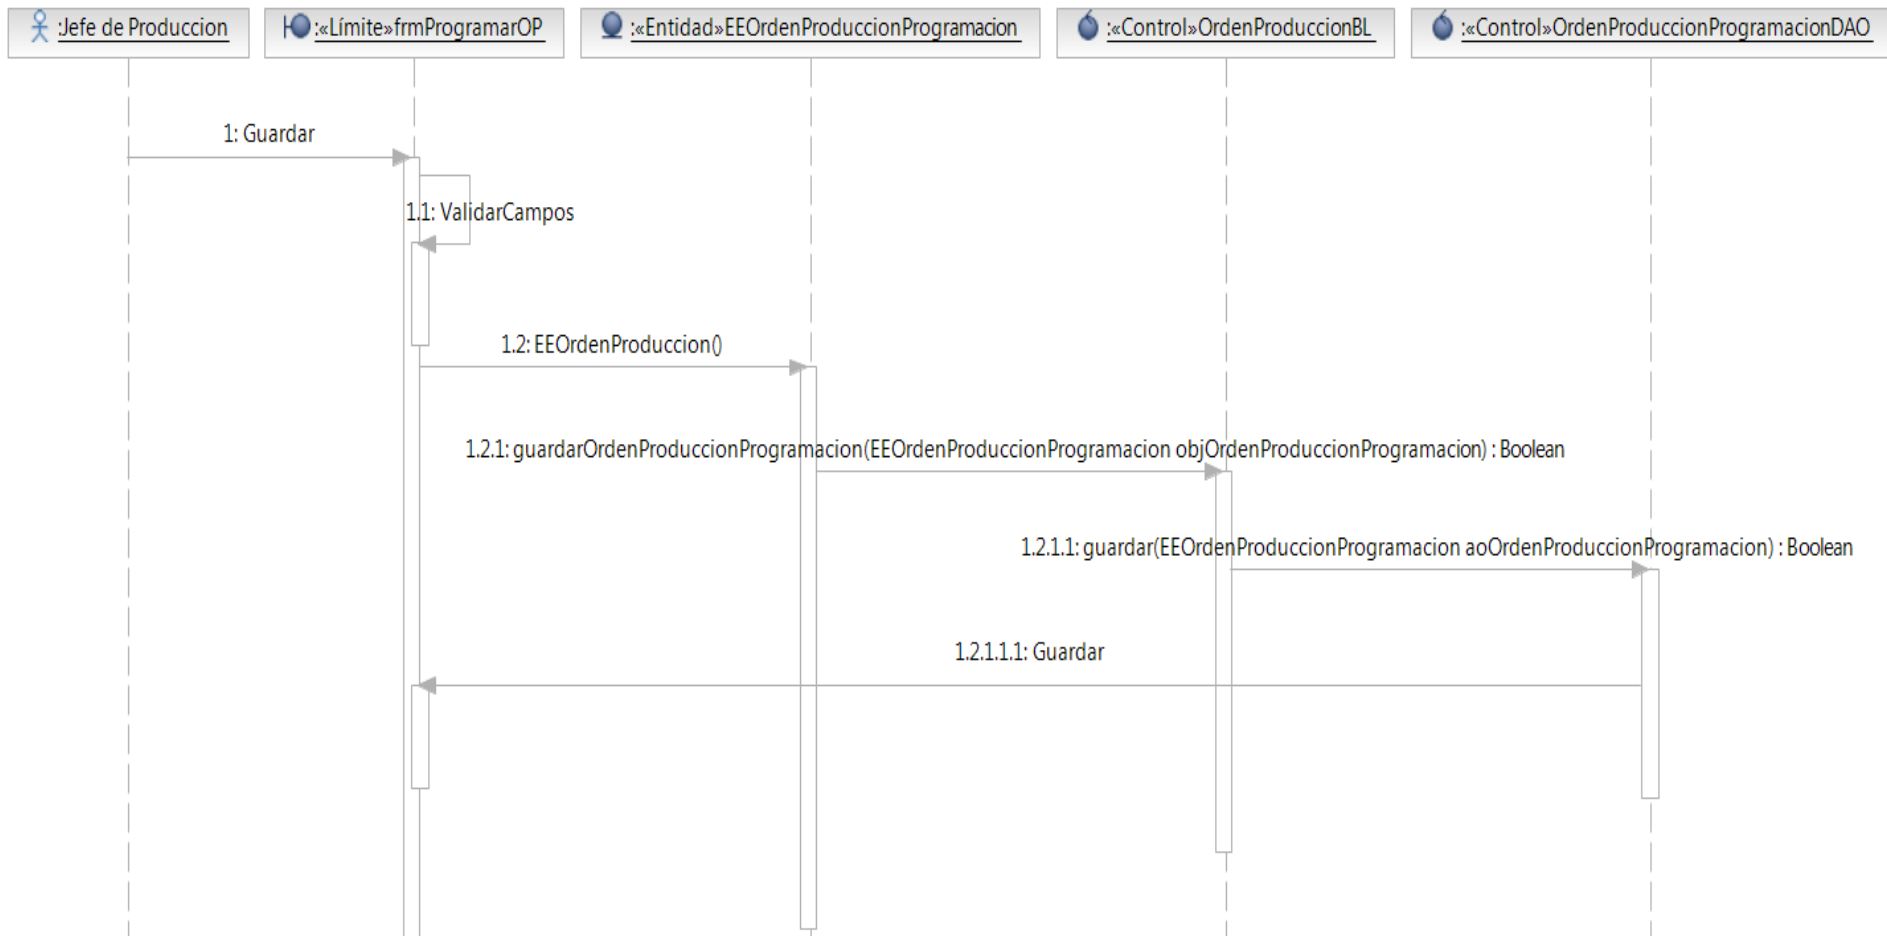 :Jefe de Produccion
:«Límite»frmProgramarOP
:«Entidad»EEOrdenProduccionProgramacion
:«Control»OrdenProduccionBL
:«Control»OrdenProduccionProgramacionDAO
1: Guardar
1.1: ValidarCampos
1.2: EEOrdenProduccion()
1.2.1: guardarOrdenProduccionProgramacion(EEOrdenProduccionProgramacion objOrdenProduccionProgramacion) : Boolean
1.2.1.1: guardar(EEOrdenProduccionProgramacion aoOrdenProduccionProgramacion) : Boolean
1.2.1.1.1: Guardar